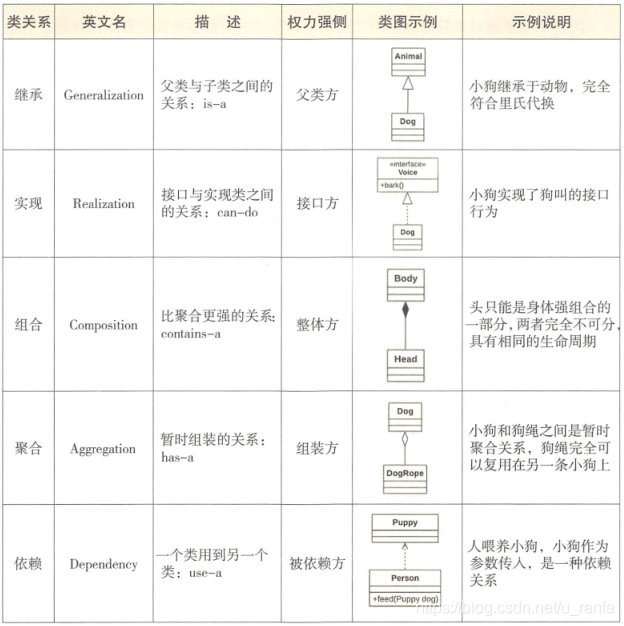 类关系 英文名 描 述 权力强侧 类图示例 示例说明
继承
Generalization
父类与子类之间的
关系：is-a
父类方
Animal
Dog
小狗继承于动物，完全
符合里氏代换
实现
Realization
接口与实现类之间
的关系：can-do
接口方
«interface»
Voice
+bark()
Dog
小狗实现了狗叫的接口
行为
组合
Composition
比聚合更强的关系：
contains-a
整体方
Body
Head
头只能是身体强组合的
一部分，两者完全不可分，
具有相同的生命周期
聚合
Aggregation
暂时组装的关系：
has-a
组装方
Dog
DogRope
小狗和狗绳之间是暂时
聚合关系，狗绳完全可
以复用在另一条小狗上
依赖
Dependency
一个类用到另一个
类：use-a
被依赖方
Puppy
Person
+feed(Puppy dog)
人喂养小狗，小狗作为
参数传入，是一种依赖
关系
https://blog.csdn.net/u_ranfa